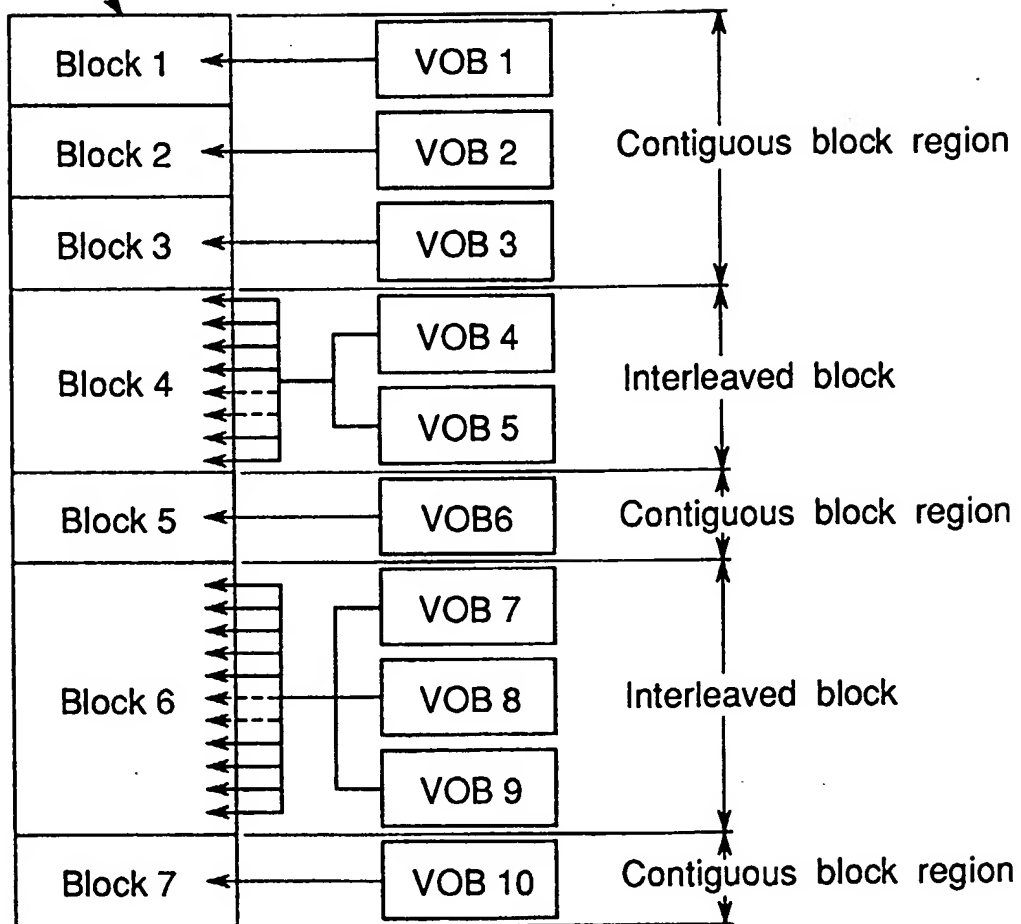 Block 1
VOB 1
Block 2
VOB 2
Contiguous block region
Block 3
VOB 3
Block 4
VOB 4
Interleaved block
VOB 5
Block 5
VOB6
Contiguous block region
VOB 7
Block 6
VOB 8
Interleaved block
VOB 9
Block 7
VOB 10
Contiguous block region